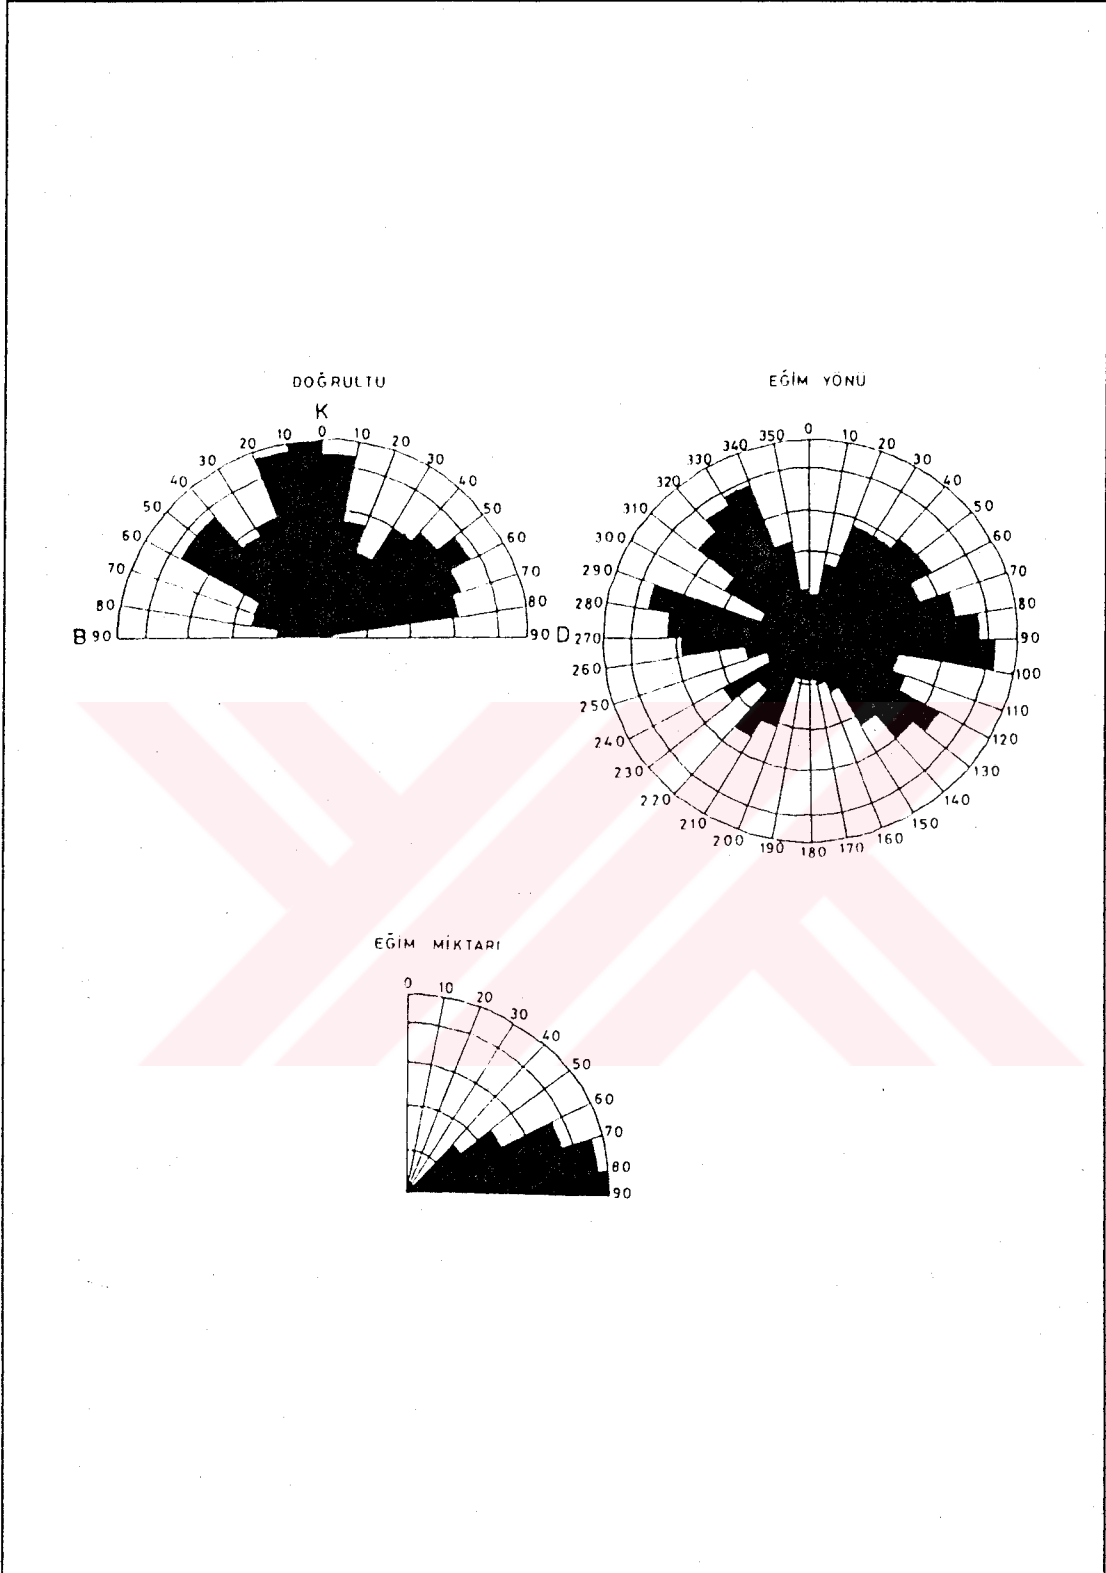 DOĞRULTU
K
B 90 80 70 60 50 40 30 20 10 0 10 20 30 40 50 60 70 80 90 D
EĞİM YÖNÜ
0 10 20 30 40 50 60 70 80 90 100 110 120 130 140 150 160 170 180 190 200 210 220 230 240 250 260 270 280 290 300 310 320 330 340 350
EĞİM MİKTARI
0 10 20 30 40 50 60 70 80 90